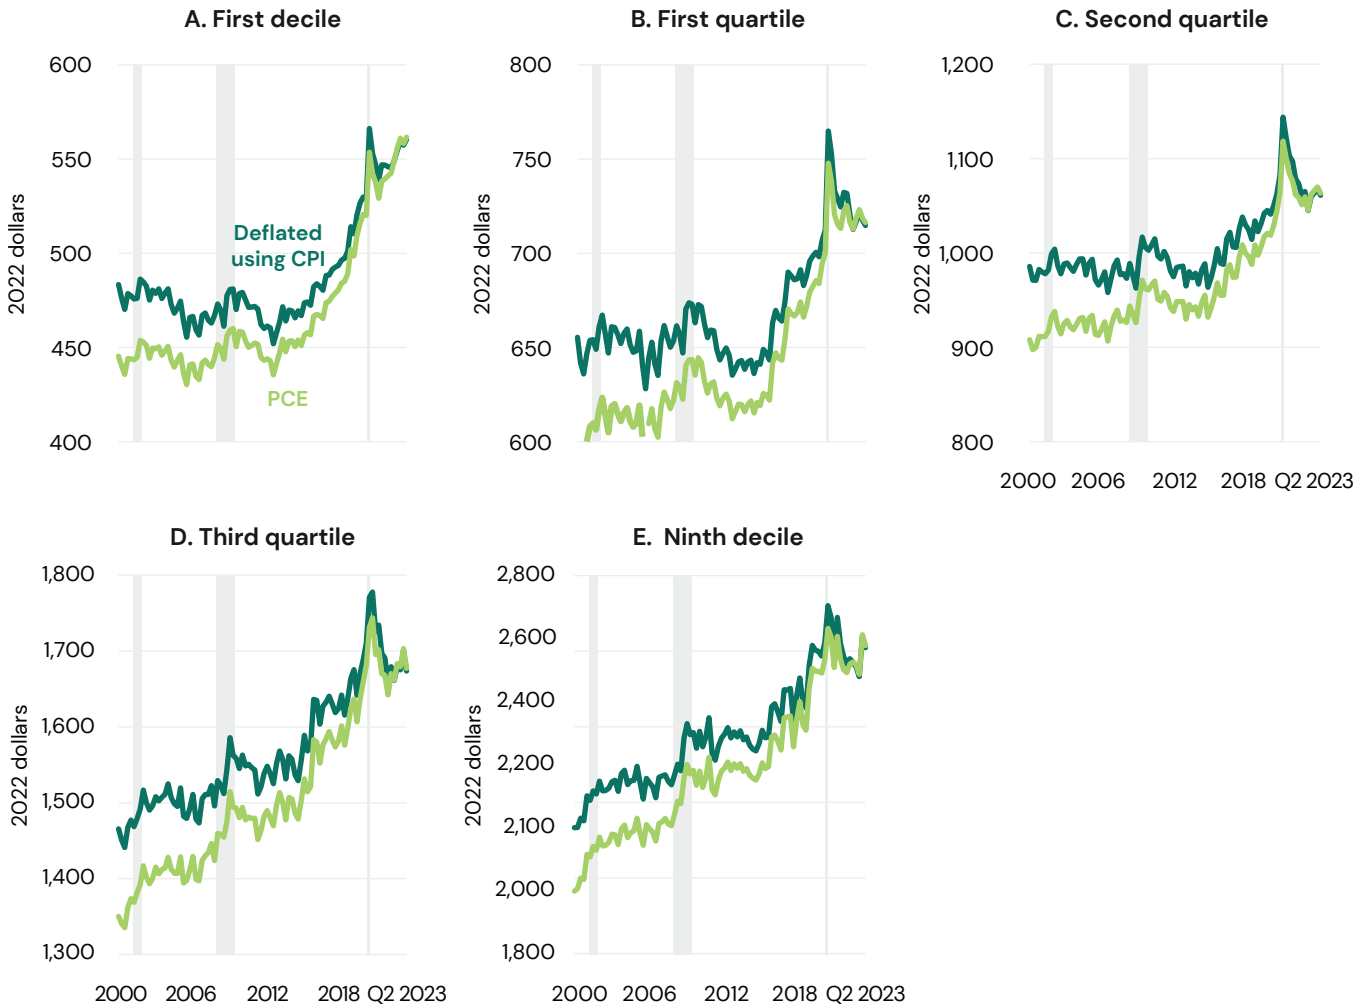 A. First decile
B. First quartile
C. Second quartile
600
550
500
450
400
2022 dollars
Deflated
using CPI
PCE
800
750
700
650
600
2022 dollars
1,200
1,100
1,000
900
800
2022 dollars
2000 2006 2012 2018 Q2 2023
D. Third quartile
E. Ninth decile
1,800
1,700
1,600
1,500
1,400
1,300
2022 dollars
2000 2006 2012 2018 Q2 2023
2,800
2,600
2,400
2,200
2,100
2,000
1,800
2022 dollars
2000 2006 2012 2018 Q2 2023